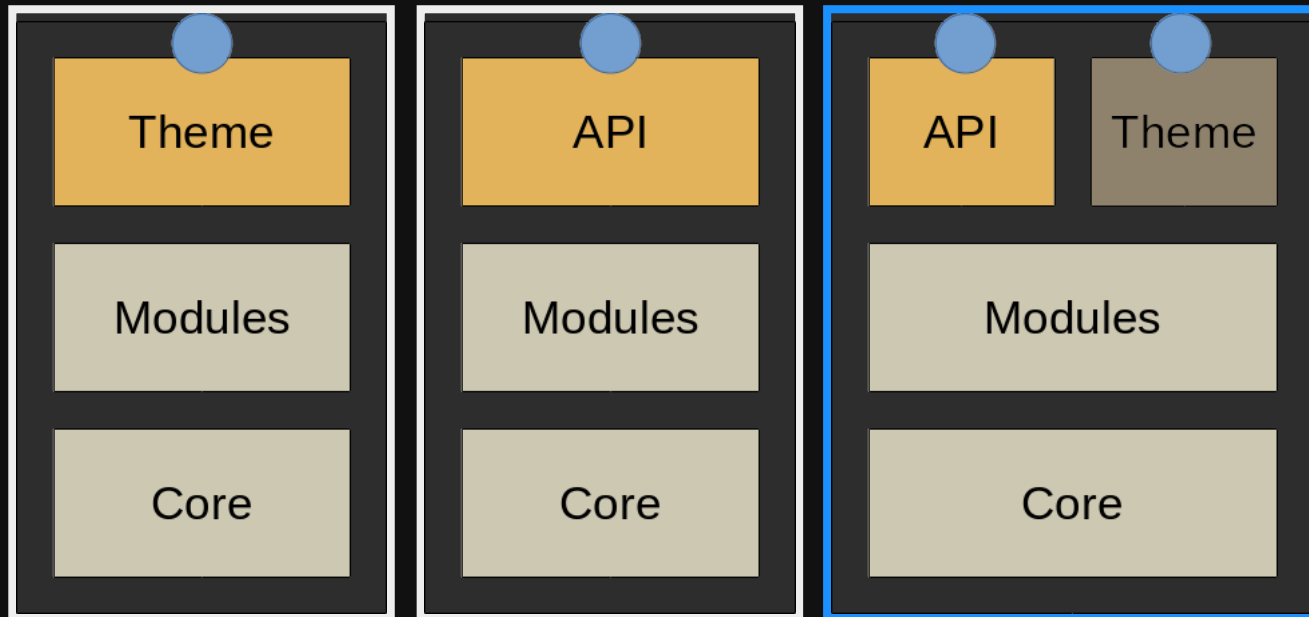 Theme
Modules
Core
API
Modules
Core
API
Theme
Modules
Core